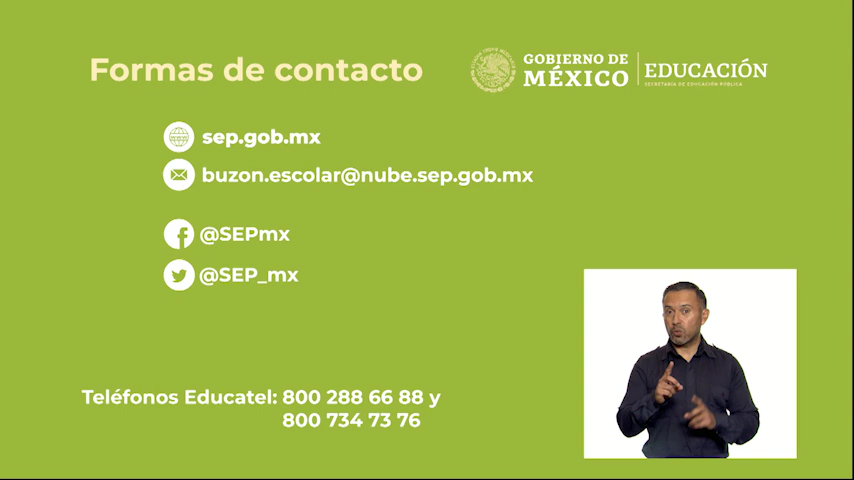 Formas de contacto
GOBIERNO DE
MÉXICO
EDUCACIÓN
SECRETARÍA DE EDUCACIÓN PÚBLICA
sep.gob.mx
buzon.escolar@nube.sep.gob.mx
@SEPmx
@SEP_mx
Teléfonos Educatel: 800 288 66 88 y
800 734 73 76